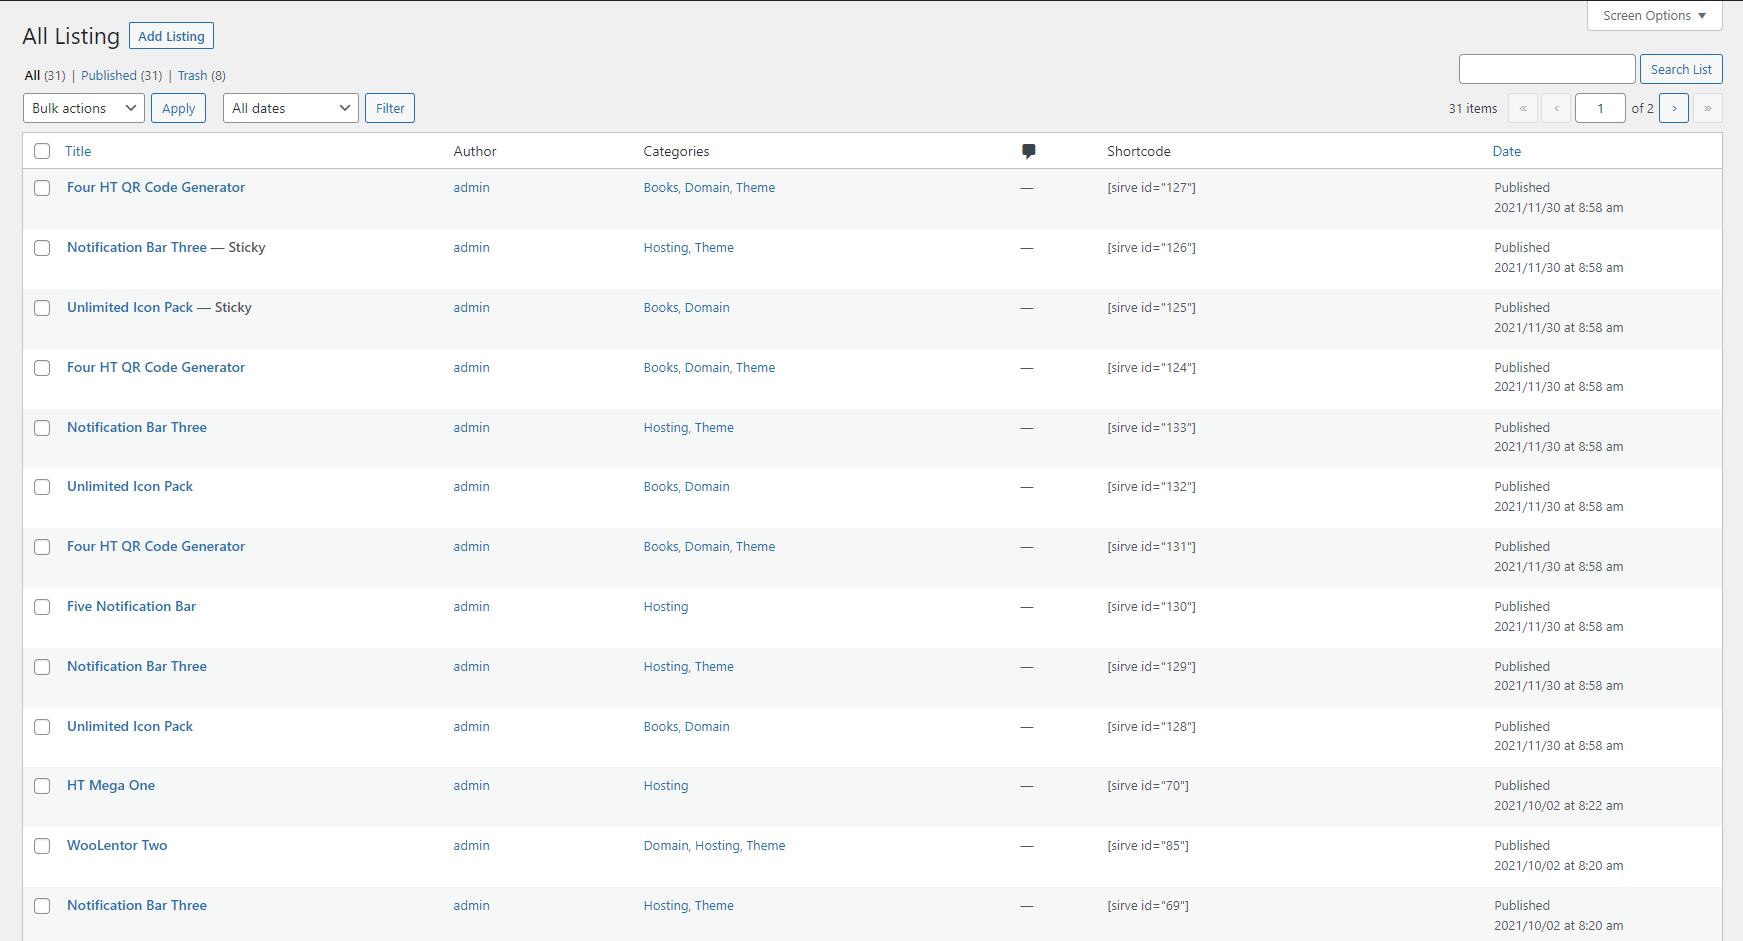 Screen Options ▼
All Listing Add Listing
All (31) | Published (31) | Trash (8)
Search List
Bulk actions Apply All dates Filter 31 items « ‹ 1 of 2 › »
Title Author Categories Shortcode Date
Four HT QR Code Generator admin Books, Domain, Theme — [sirve id="127"] Published
2021/11/30 at 8:58 am
Notification Bar Three — Sticky admin Hosting, Theme — [sirve id="126"] Published
2021/11/30 at 8:58 am
Unlimited Icon Pack — Sticky admin Books, Domain — [sirve id="125"] Published
2021/11/30 at 8:58 am
Four HT QR Code Generator admin Books, Domain, Theme — [sirve id="124"] Published
2021/11/30 at 8:58 am
Notification Bar Three admin Hosting, Theme — [sirve id="133"] Published
2021/11/30 at 8:58 am
Unlimited Icon Pack admin Books, Domain — [sirve id="132"] Published
2021/11/30 at 8:58 am
Four HT QR Code Generator admin Books, Domain, Theme — [sirve id="131"] Published
2021/11/30 at 8:58 am
Five Notification Bar admin Hosting — [sirve id="130"] Published
2021/11/30 at 8:58 am
Notification Bar Three admin Hosting, Theme — [sirve id="129"] Published
2021/11/30 at 8:58 am
Unlimited Icon Pack admin Books, Domain — [sirve id="128"] Published
2021/11/30 at 8:58 am
HT Mega One admin Hosting — [sirve id="70"] Published
2021/10/02 at 8:22 am
WooLentor Two admin Domain, Hosting, Theme — [sirve id="85"] Published
2021/10/02 at 8:20 am
Notification Bar Three admin Hosting, Theme — [sirve id="69"] Published
2021/10/02 at 8:20 am